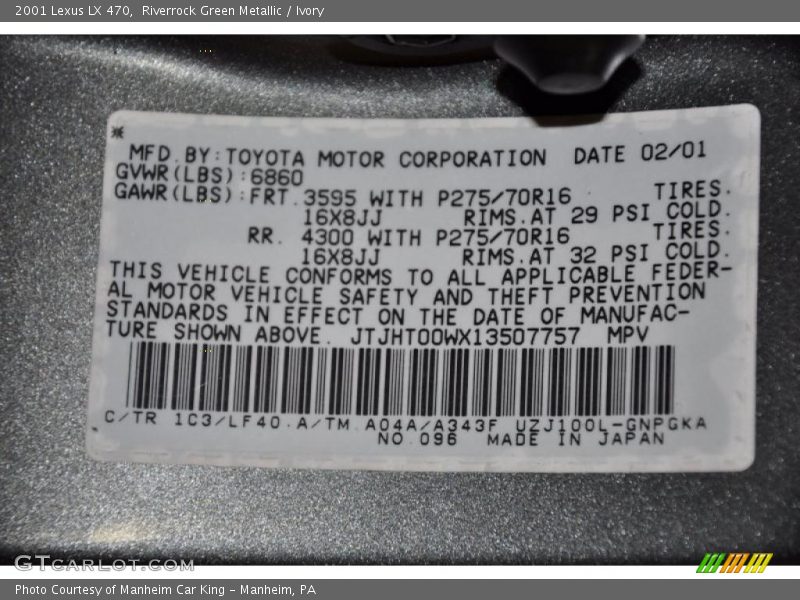 2001 Lexus LX 470, Riverrock Green Metallic / Ivory
MFD. BY: TOYOTA MOTOR CORPORATION DATE 02/01
GVWR(LBS): 6860
GAWR(LBS): FRT. 3595 WITH P275/70R16 TIRES.
16X8JJ RIMS. AT 29 PSI COLD.
RR. 4300 WITH P275/70R16 TIRES.
16X8JJ RIMS. AT 32 PSI COLD.
THIS VEHICLE CONFORMS TO ALL APPLICABLE FEDER-
AL MOTOR VEHICLE SAFETY AND THEFT PREVENTION
STANDARDS IN EFFECT ON THE DATE OF MANUFAC-
TURE SHOWN ABOVE. JTJHT00WX13507757 MPV
C/TR 1C3/LF40. A/TM. A04A/A343F UZJ100L-GNPGKA
NO. 096 MADE IN JAPAN
GTCARLOT.COM
Photo Courtesy of Manheim Car King – Manheim, PA